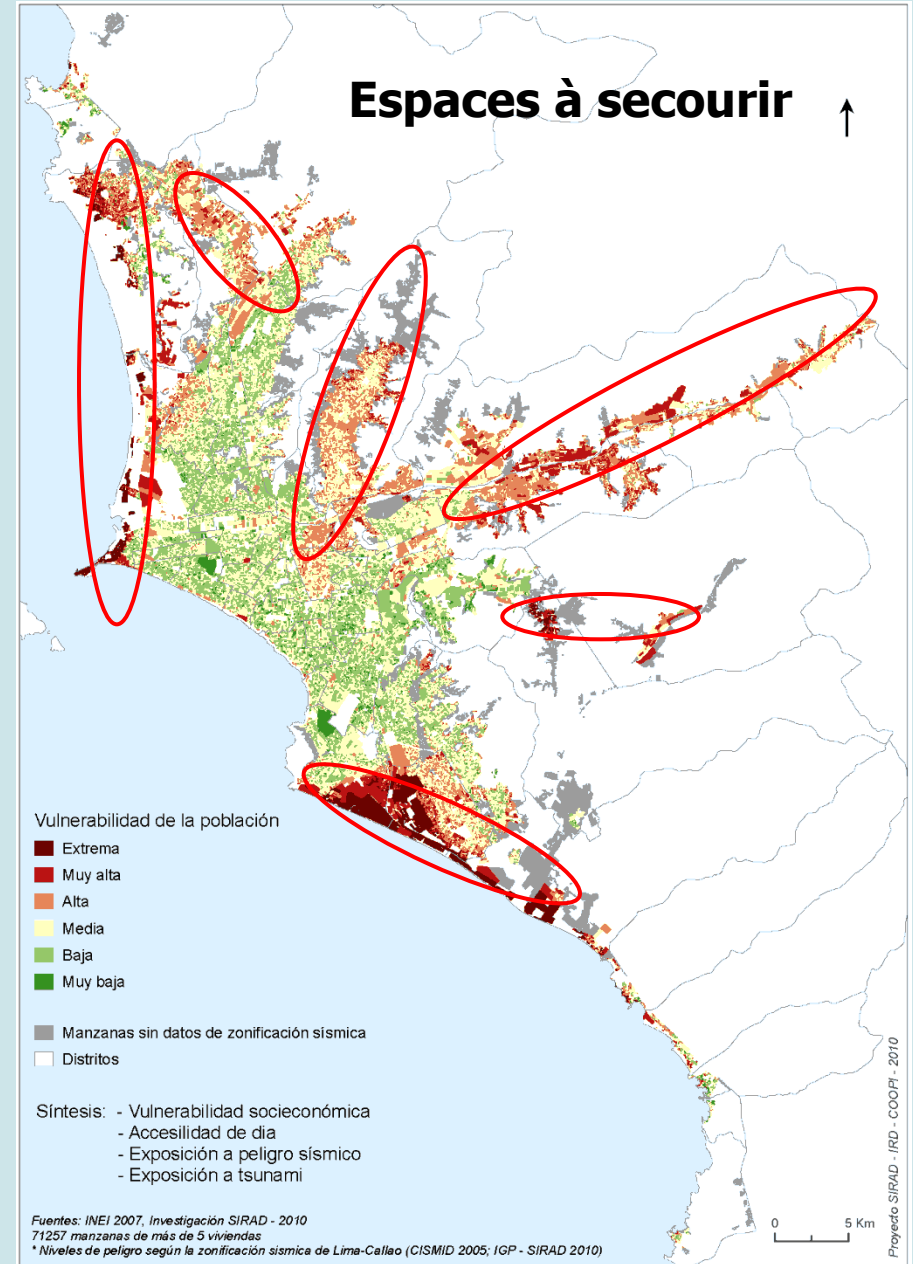 Espaces à secourir
Vulnerabilidad de la población
Extrema
Muy alta
Alta
Media
Baja
Muy baja
Manzanas sin datos de zonificación sísmica
Distritos
Síntesis: - Vulnerabilidad socieconómica
- Accesilidad de dia
- Exposición a peligro sísmico
- Exposición a tsunami
Fuentes: INEI 2007, Investigación SIRAD - 2010
71257 manzanas de más de 5 viviendas
* Niveles de peligro según la zonificación sismica de Lima-Callao (CISMID 2005; IGP - SIRAD 2010)
0 5 Km
Proyecto SIRAD - IRD - COOPI - 2010